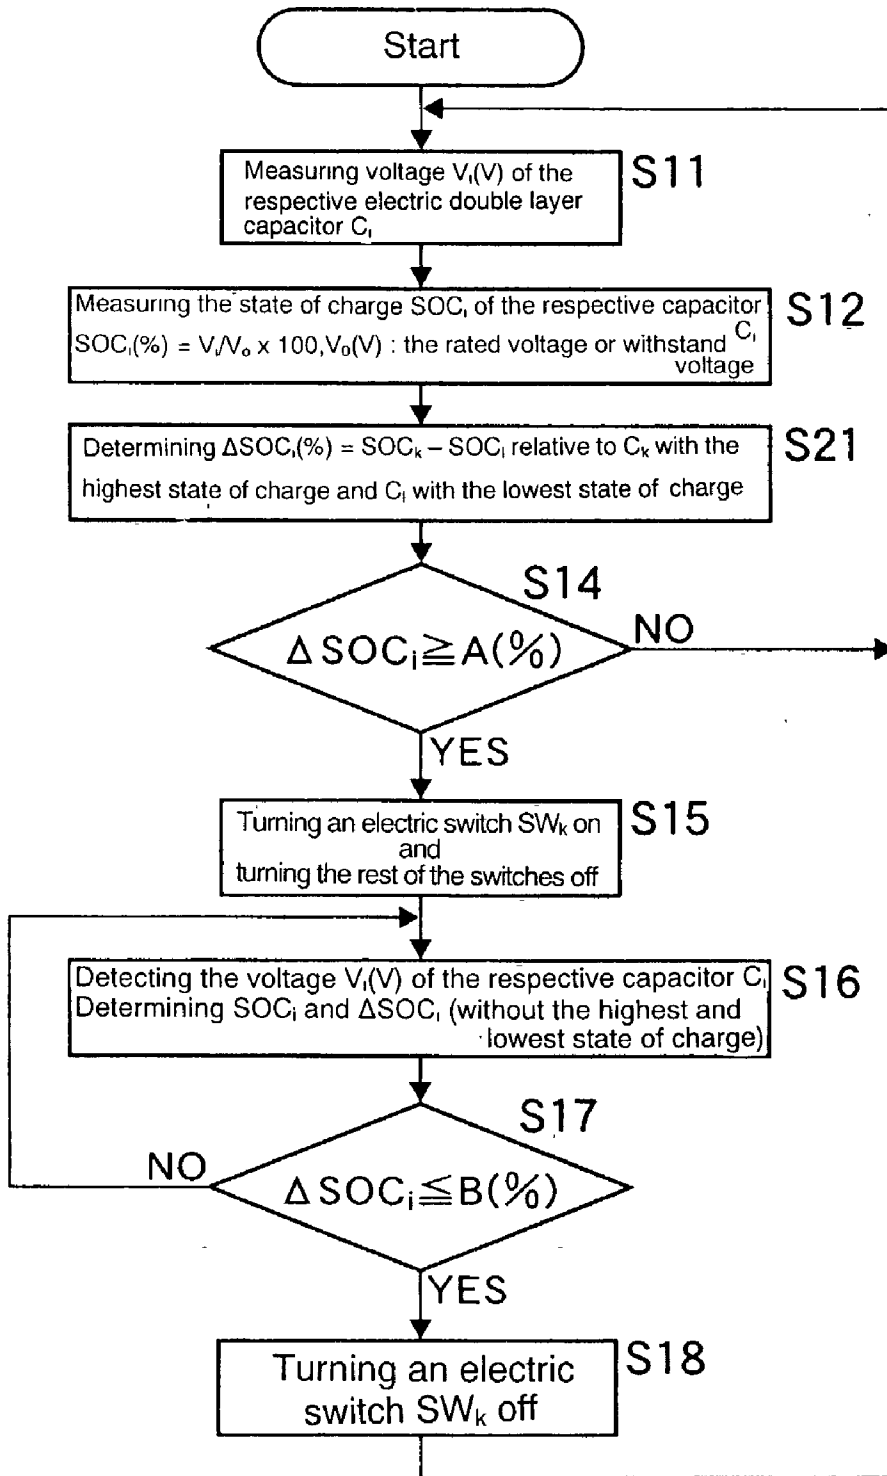 Start
Measuring voltage Vᵢ(V) of the
respective electric double layer
capacitor Cᵢ
S11
Measuring the state of charge SOCᵢ of the respective capacitor
Cᵢ
SOCᵢ(%) = Vᵢ/V₀ x 100,V₀(V) : the rated voltage or withstand
voltage
S12
Determining ΔSOCᵢ(%) = SOCₖ – SOCᵢ relative to Cₖ with the
highest state of charge and Cᵢ with the lowest state of charge
S21
S14
Δ SOCᵢ≧A(%)
NO
YES
Turning an electric switch SWₖ on
and
turning the rest of the switches off
S15
Detecting the voltage Vᵢ(V) of the respective capacitor Cᵢ
Determining SOCᵢ and ΔSOCᵢ (without the highest and
lowest state of charge)
S16
S17
NO
Δ SOCᵢ≦B(%)
YES
Turning an electric
switch SWₖ off
S18